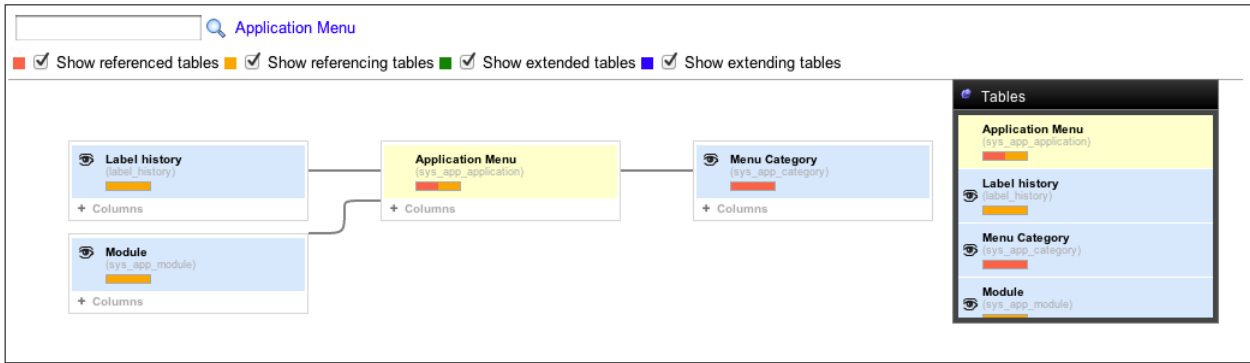 Application Menu
Show referenced tables Show referencing tables Show extended tables Show extending tables
Tables
Label history
(label_history)
+ Columns
Module
(sys_app_module)
+ Columns
Application Menu
(sys_app_application)
+ Columns
Menu Category
(sys_app_category)
+ Columns
Application Menu
(sys_app_application)
Label history
(label_history)
Menu Category
(sys_app_category)
Module
(sys_app_module)